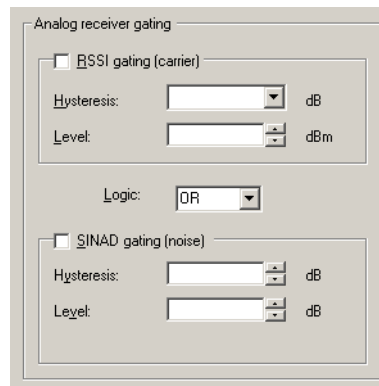 Analog receiver gating
RSSI gating (carrier)
Hysteresis: dB
Level: dBm
Logic: OR
SINAD gating (noise)
Hysteresis: dB
Level: dB